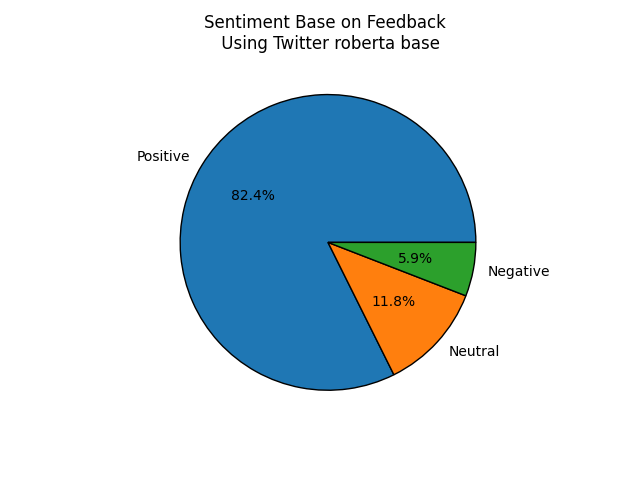 Sentiment Base on Feedback
Using Twitter roberta base
Positive
82.4%
5.9%
Negative
11.8%
Neutral